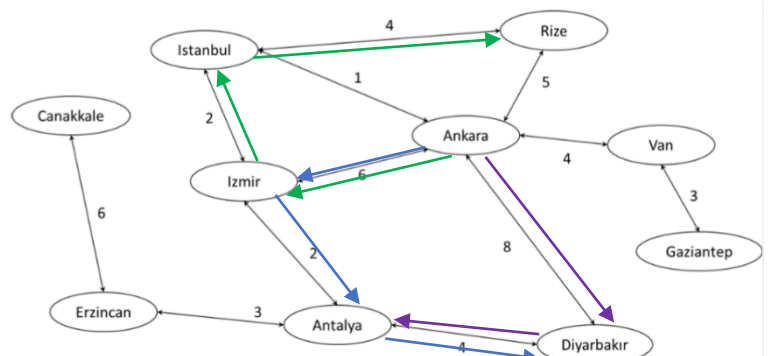 4
Rize
Istanbul
1
5
Canakkale
2
Ankara
4
Van
Izmir
6
3
6
8
Gaziantep
2
Erzincan
3
Antalya
4
Diyarbakır